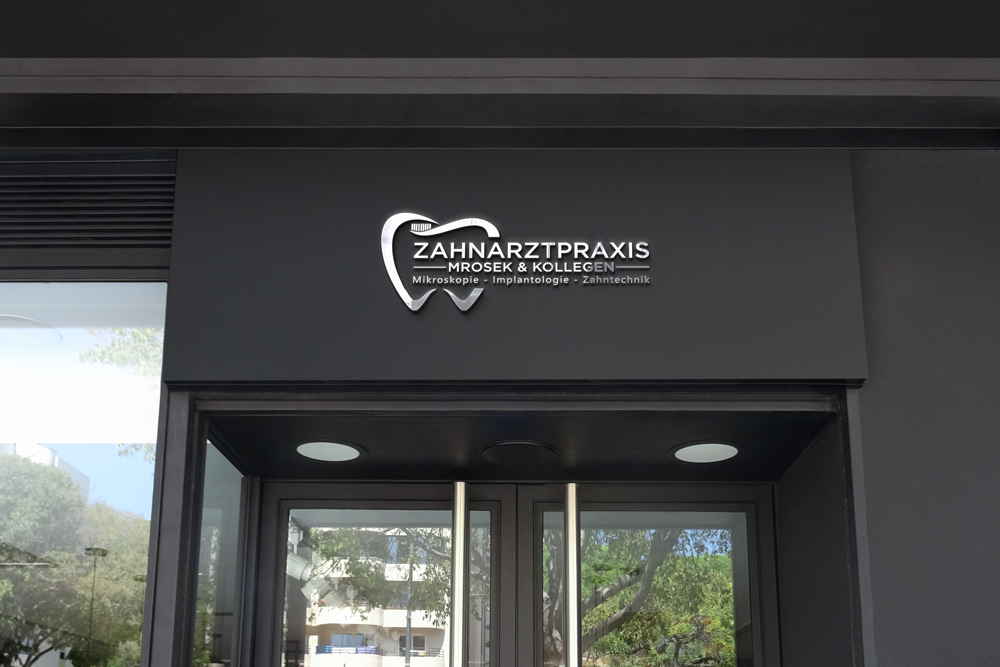 ZAHNARZTPRAXIS
MROSEK & KOLLEGEN
Mikroskopie - Implantologie - Zahntechnik